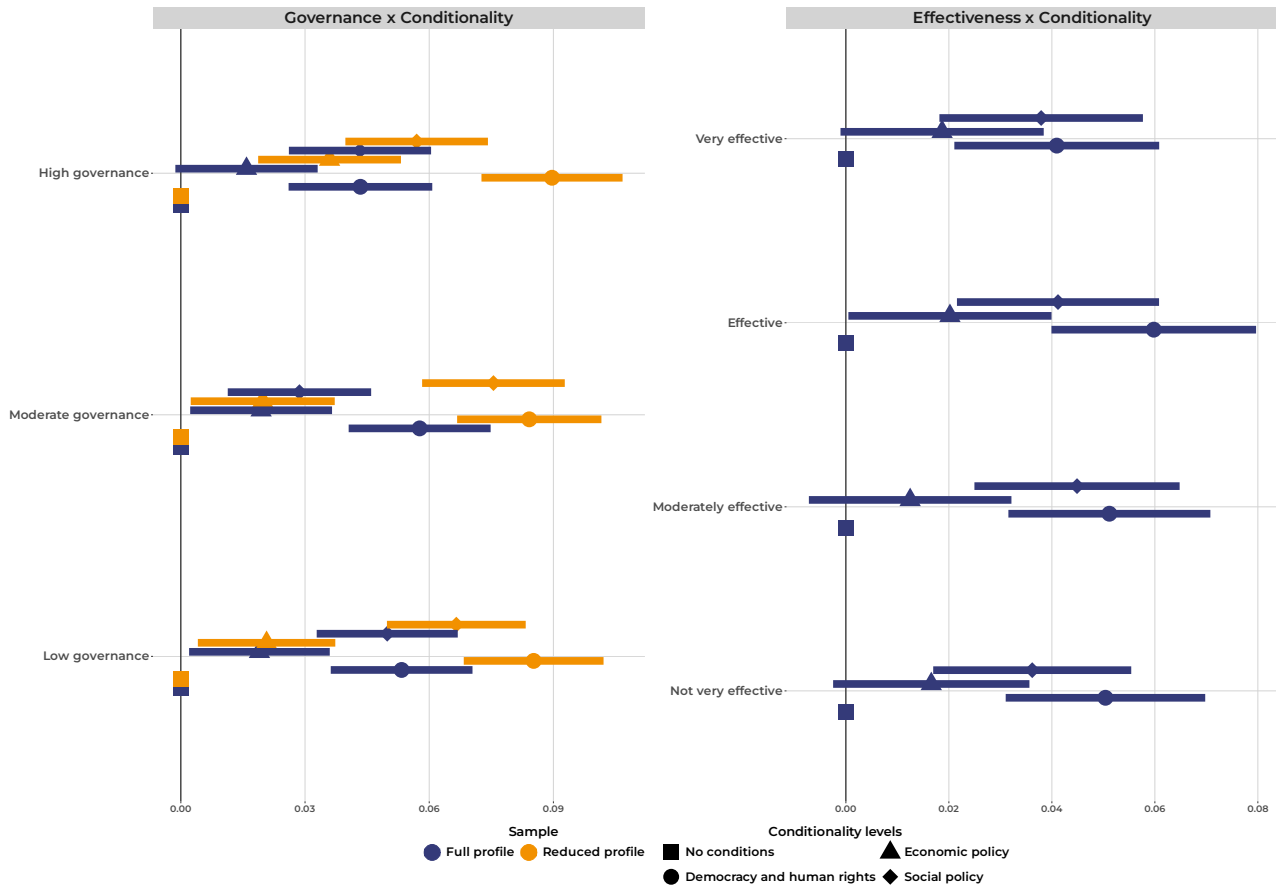 Governance x Conditionality
Effectiveness x Conditionality
High governance
Moderate governance
Low governance
Very effective
Effective
Moderately effective
Not very effective
0.00 0.03 0.06 0.09
0.00 0.02 0.04 0.06 0.08
Sample
Full profile Reduced profile
Conditionality levels
No conditions Economic policy
Democracy and human rights Social policy